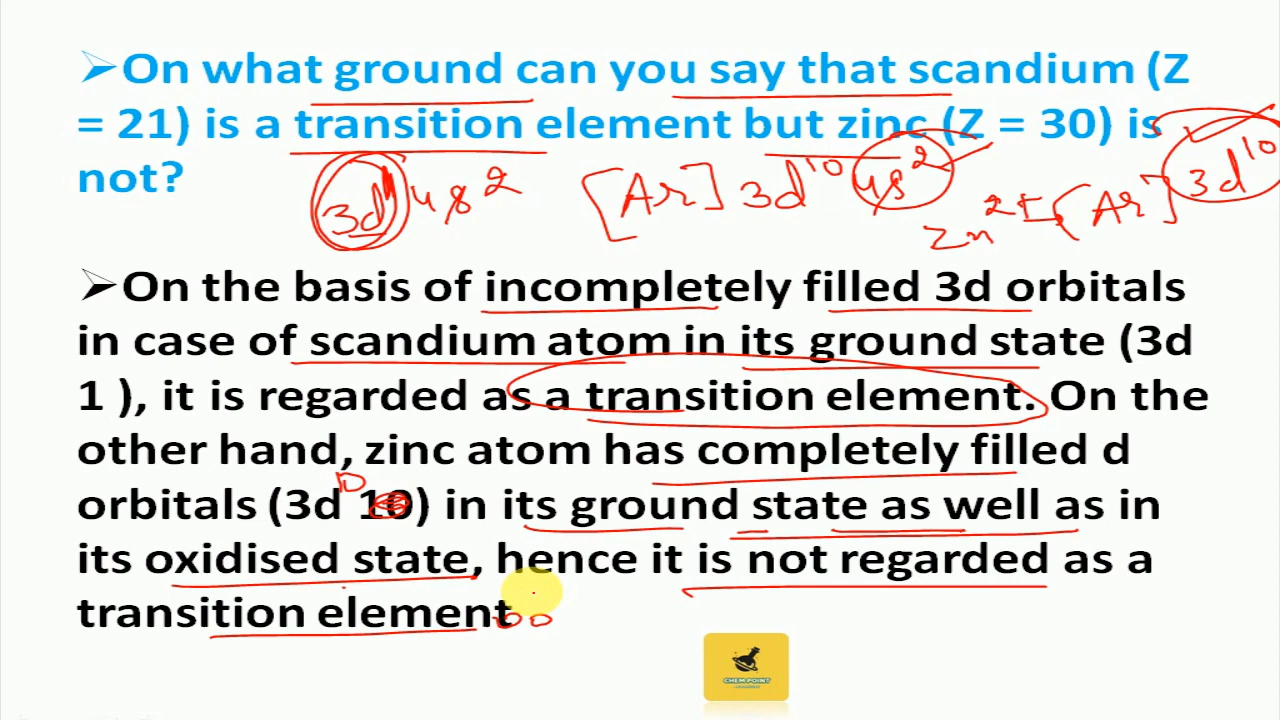 ➢On what ground can you say that scandium (Z
= 21) is a transition element but zinc (Z = 30) is
not?
3d¹ 4s² [Ar] 3d¹⁰ 4s² Zn²⁺ = [Ar] 3d¹⁰
➢On the basis of incompletely filled 3d orbitals
in case of scandium atom in its ground state (3d
1 ), it is regarded as a transition element. On the
other hand, zinc atom has completely filled d
10
orbitals (3d 10) in its ground state as well as in
its oxidised state, hence it is not regarded as a
transition element
CHEM POINT